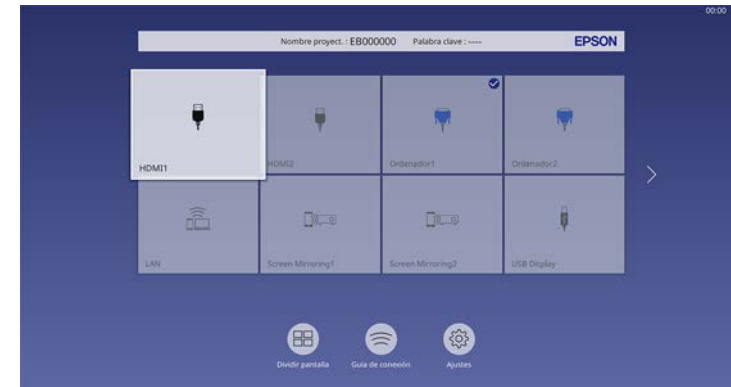 00:00
Nombre proyect. : EB000000 Palabra clave : ---- EPSON
HDMI1 HDMI2 Ordenador1 Ordenador2
LAN Screen Mirroring1 Screen Mirroring2 USB Display
Dividir pantalla Guía de conexión Ajustes